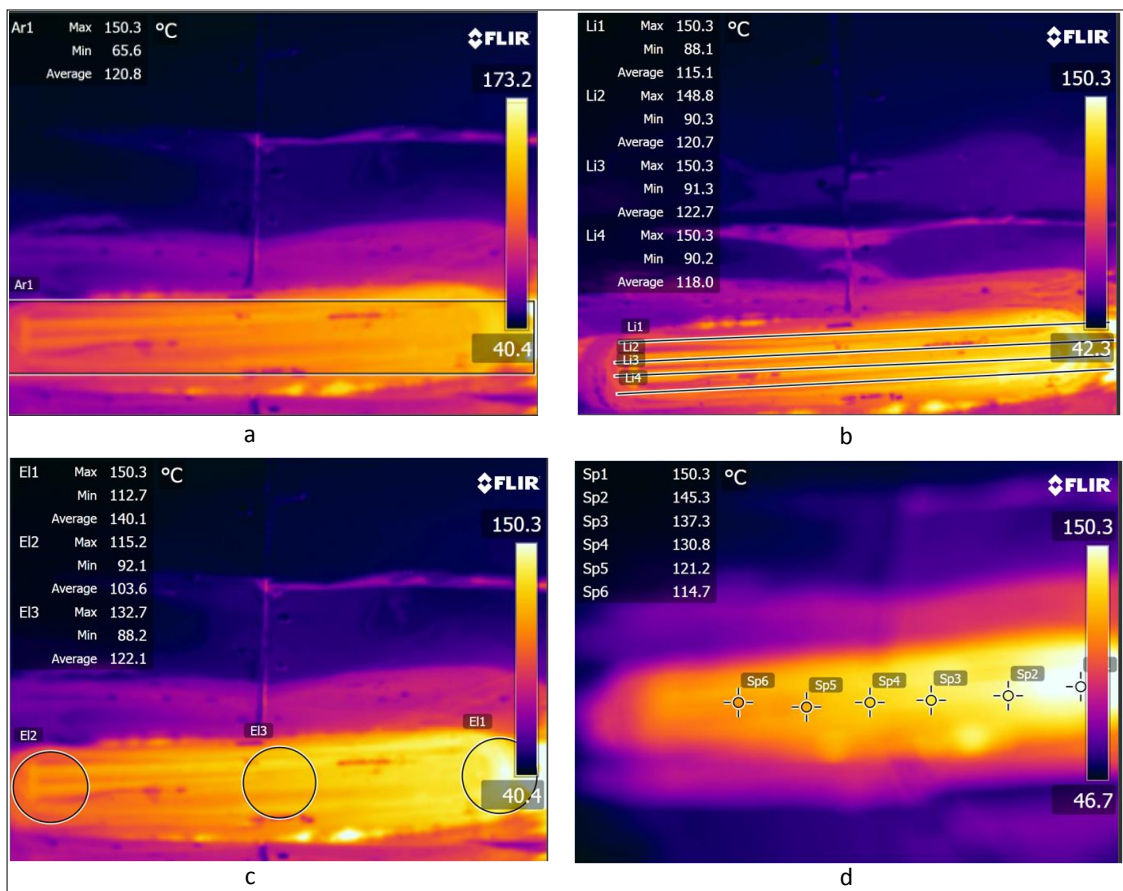 Ar1 Max 150.3 °C
Min 65.6
Average 120.8
FLIR
173.2
Ar1
40.4
a
Li1 Max 150.3 °C
Min 88.1
Average 115.1
Li2 Max 148.8
Min 90.3
Average 120.7
Li3 Max 150.3
Min 91.3
Average 122.7
Li4 Max 150.3
Min 90.2
Average 118.0
FLIR
150.3
Li1
Li2
Li3
Li4
42.3
b
El1 Max 150.3 °C
Min 112.7
Average 140.1
El2 Max 115.2
Min 92.1
Average 103.6
El3 Max 132.7
Min 88.2
Average 122.1
FLIR
150.3
El2
El3
El1
40.4
c
Sp1 150.3 °C
Sp2 145.3
Sp3 137.3
Sp4 130.8
Sp5 121.2
Sp6 114.7
FLIR
150.3
Sp6
Sp5
Sp4
Sp3
Sp2
46.7
d